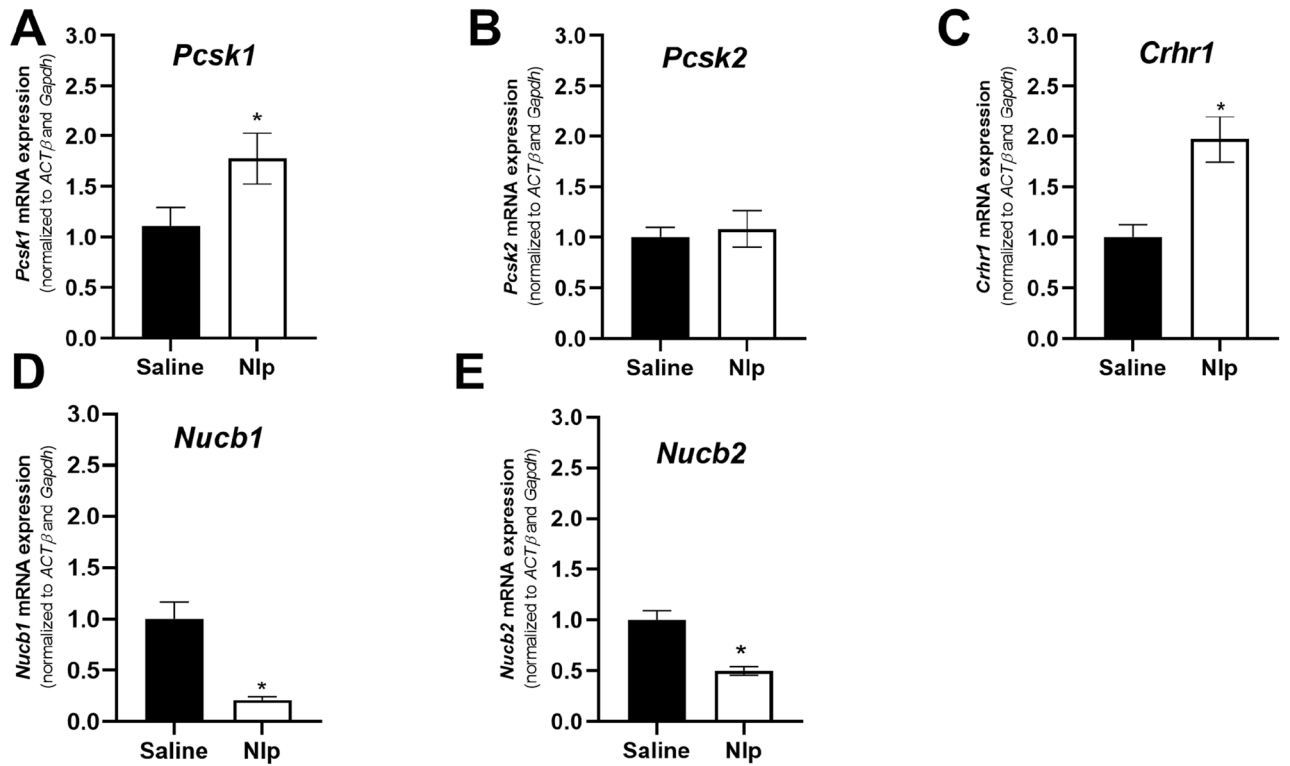 A
Pcsk1
Pcsk1 mRNA expression
(normalized to ACTβ and Gapdh)
3.0
2.5
2.0
1.5
1.0
0.5
0.0
*
Saline NIp
B
Pcsk2
Pcsk2 mRNA expression
(normalized to ACTβ and Gapdh)
3.0
2.5
2.0
1.5
1.0
0.5
0.0
Saline NIp
C
Crhr1
Crhr1 mRNA expression
(normalized to ACTβ and Gapdh)
3.0
2.5
2.0
1.5
1.0
0.5
0.0
*
Saline NIp
D
Nucb1
Nucb1 mRNA expression
(normalized to ACTβ and Gapdh)
3.0
2.5
2.0
1.5
1.0
0.5
0.0
*
Saline NIp
E
Nucb2
Nucb2 mRNA expression
(normalized to ACTβ and Gapdh)
3.0
2.5
2.0
1.5
1.0
0.5
0.0
*
Saline NIp